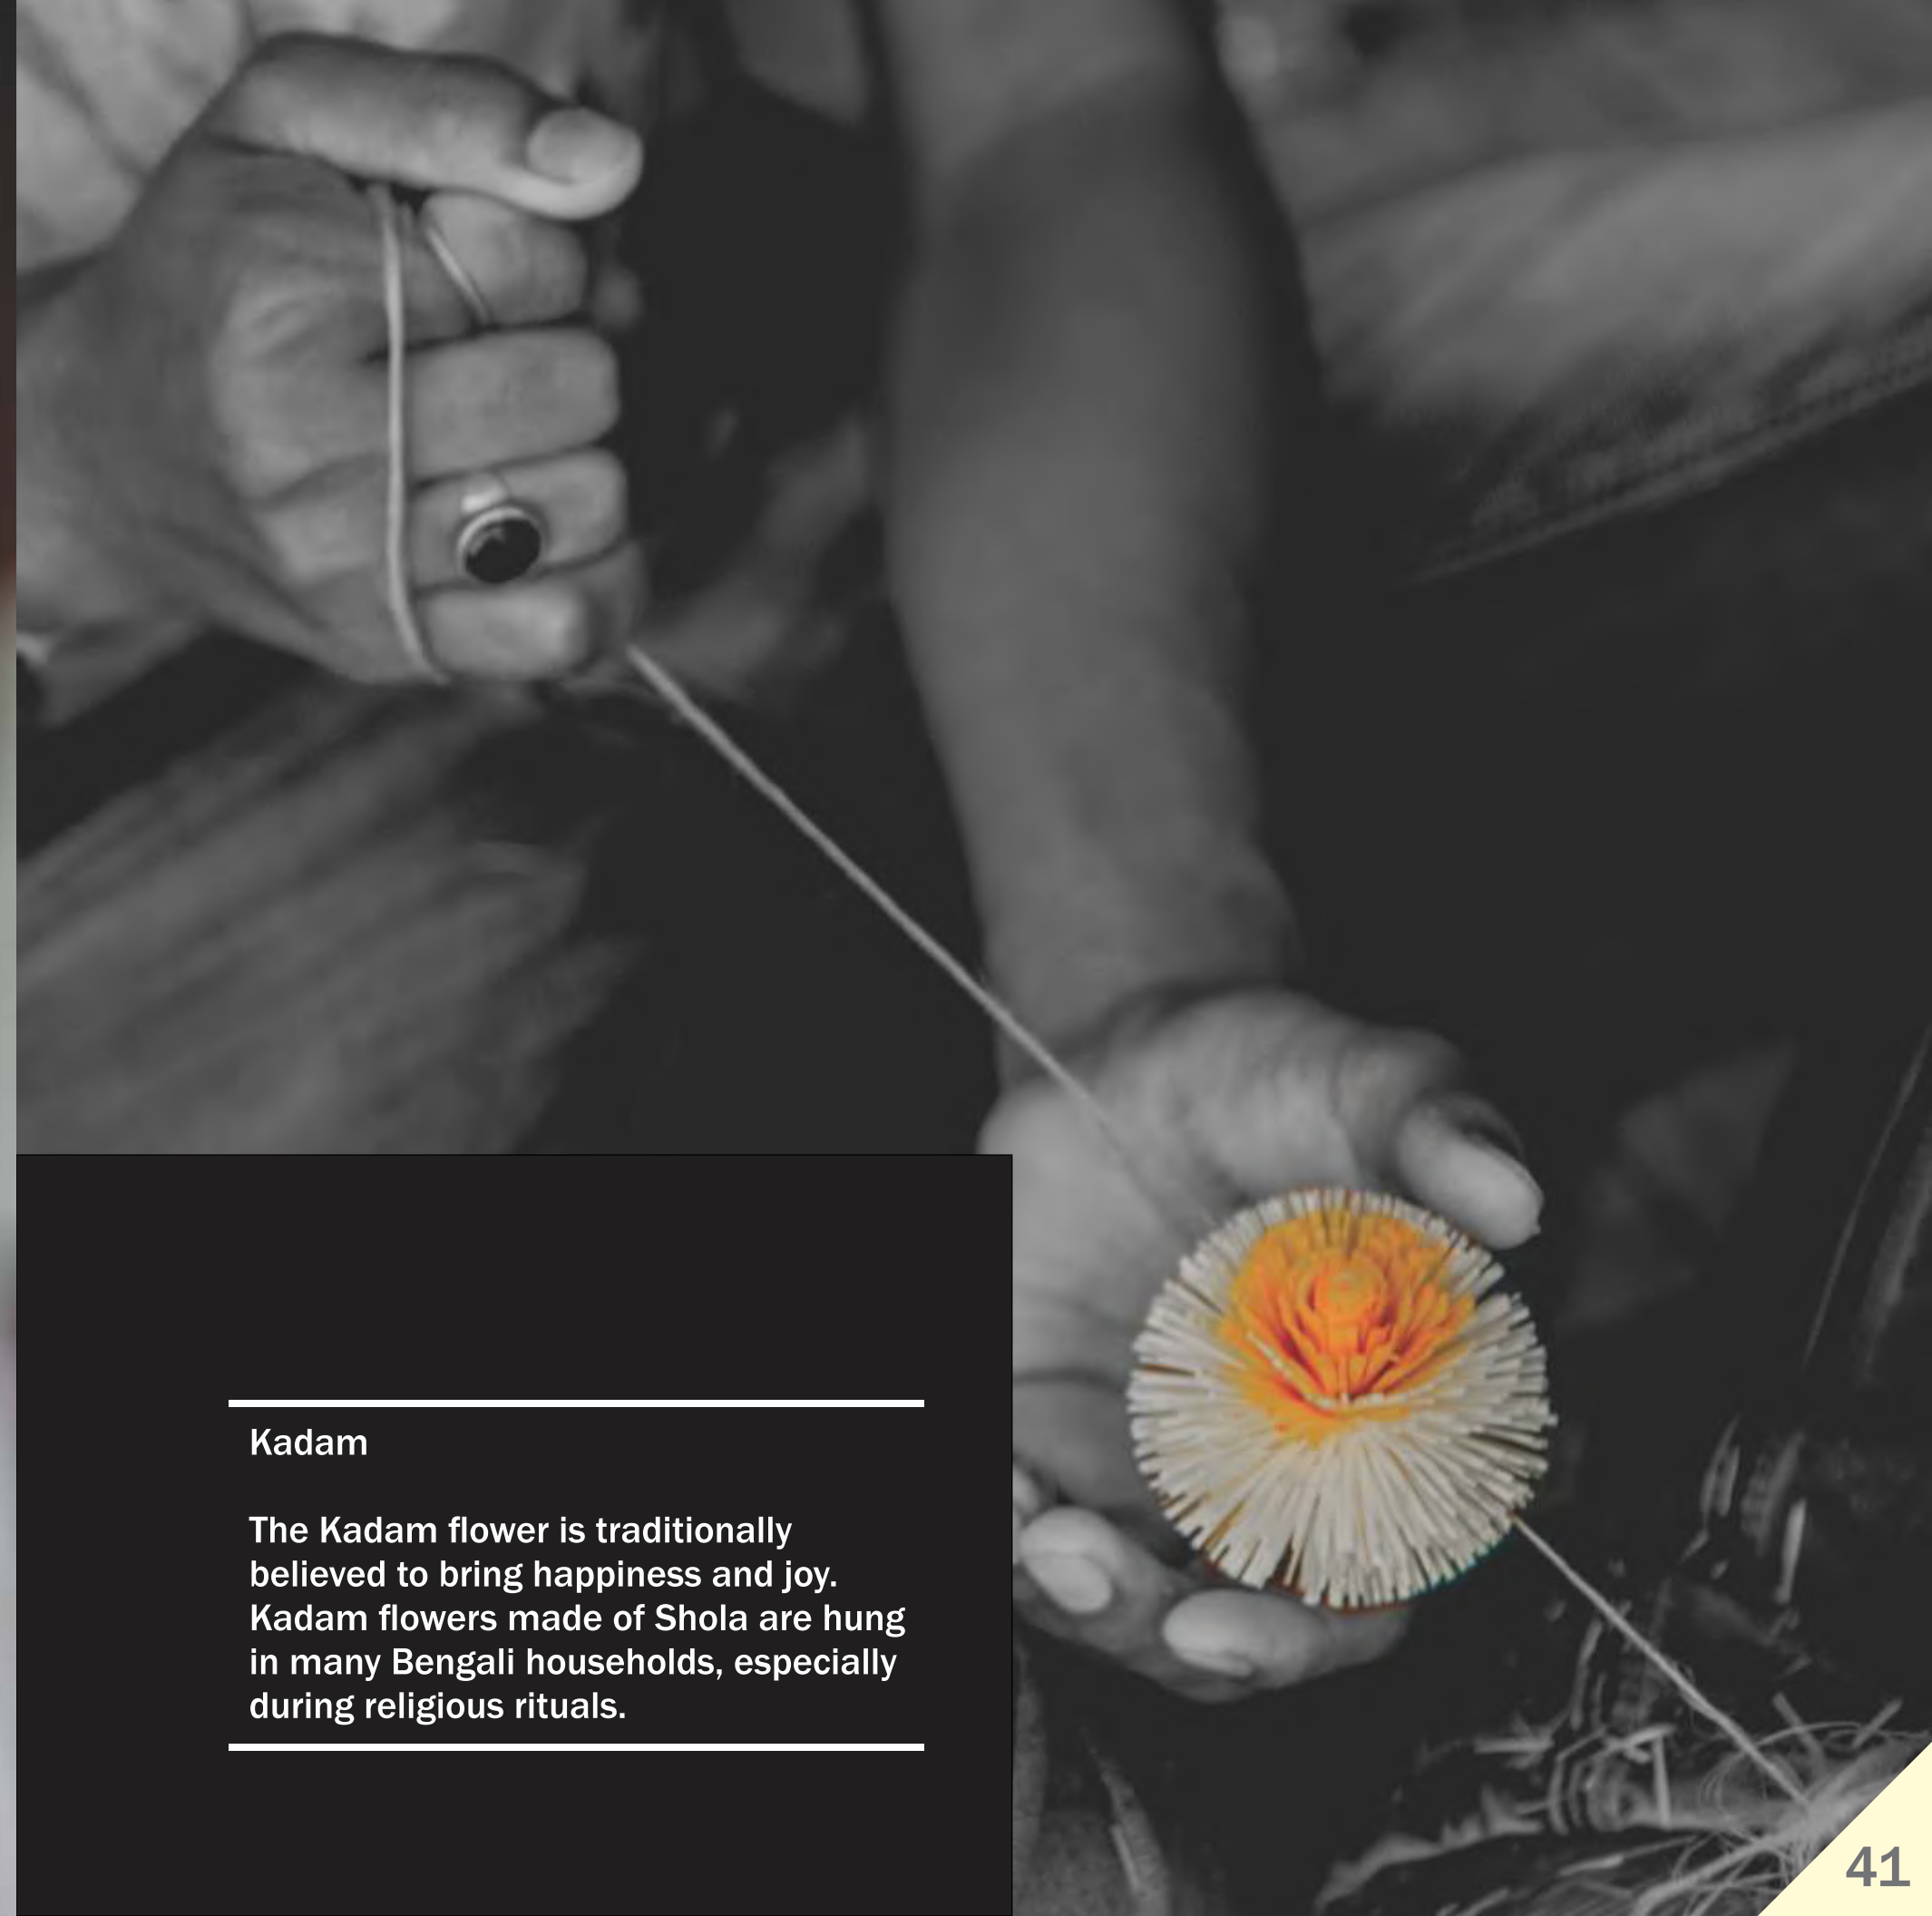 Kadam
The Kadam flower is traditionally
believed to bring happiness and joy.
Kadam flowers made of Shola are hung
in many Bengali households, especially
during religious rituals.
41